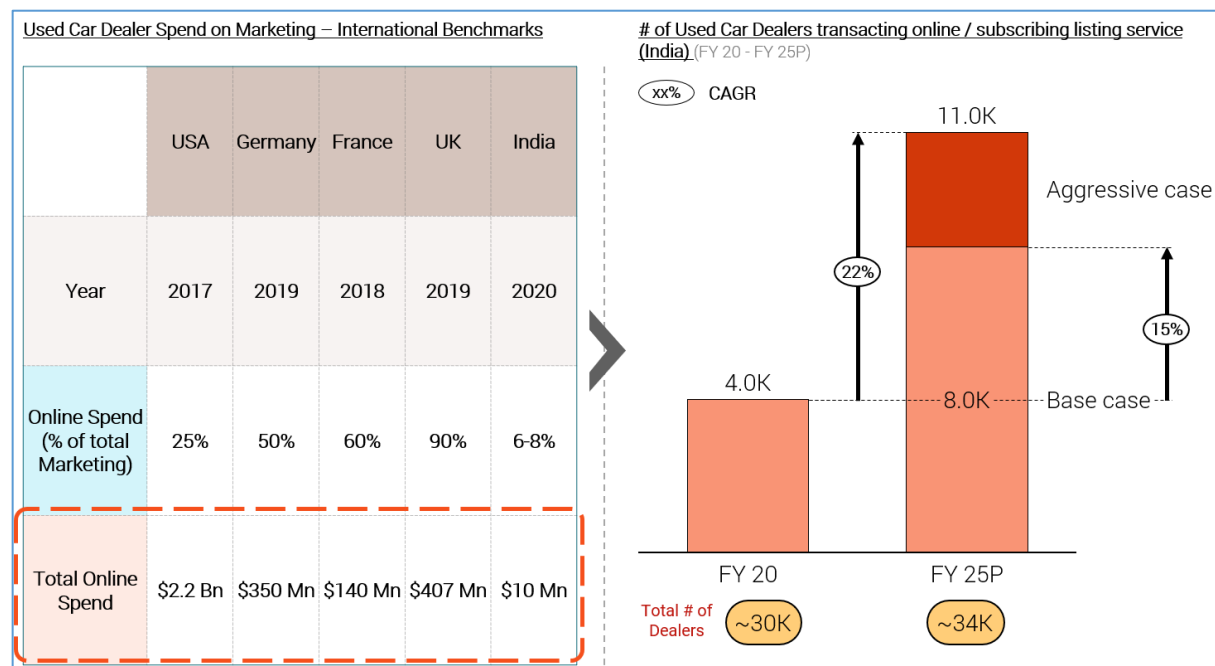 Used Car Dealer Spend on Marketing – International Benchmarks
USA Germany France UK India
Year 2017 2019 2018 2019 2020
Online Spend
(% of total
Marketing)
25% 50% 60% 90% 6-8%
Total Online
Spend
$2.2 Bn $350 Mn $140 Mn $407 Mn $10 Mn
# of Used Car Dealers transacting online / subscribing listing service
(India) (FY 20 - FY 25P)
xx% CAGR
11.0K
Aggressive case
22%
15%
4.0K
8.0K
Base case
FY 20 FY 25P
Total # of
Dealers
~30K ~34K